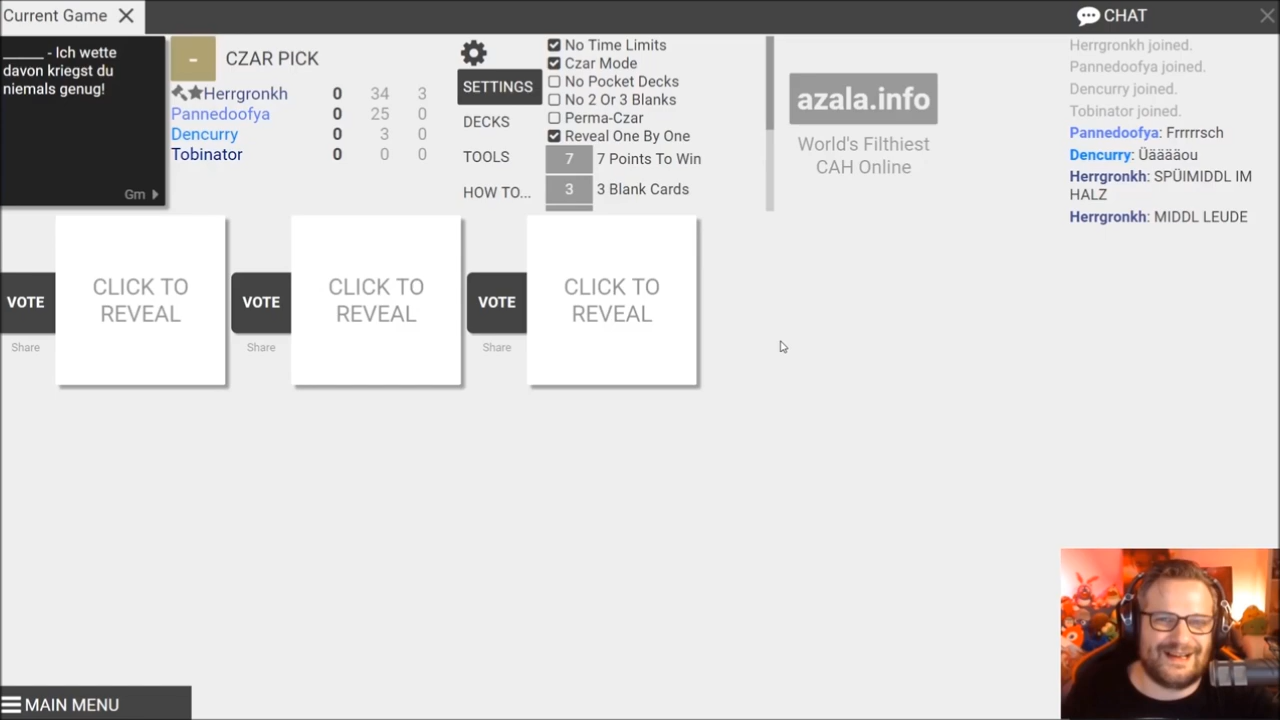 Current Game
CHAT
_____ - Ich wette
davon kriegst du
niemals genug!
Gm
-
CZAR PICK
Herrgronkh 0 34 3
Pannedoofya 0 25 0
Dencurry 0 3 0
Tobinator 0 0 0
SETTINGS
DECKS
TOOLS
HOW TO...
No Time Limits
Czar Mode
No Pocket Decks
No 2 Or 3 Blanks
Perma-Czar
Reveal One By One
7 7 Points To Win
3 3 Blank Cards
azala.info
World's Filthiest
CAH Online
Herrgronkh joined.
Pannedoofya joined.
Dencurry joined.
Tobinator joined.
Pannedoofya: Frrrrrsch
Dencurry: Üääääou
Herrgronkh: SPÜIMIDDL IM
HALZ
Herrgronkh: MIDDL LEUDE
VOTE
Share
CLICK TO
REVEAL
VOTE
Share
CLICK TO
REVEAL
VOTE
Share
CLICK TO
REVEAL
MAIN MENU